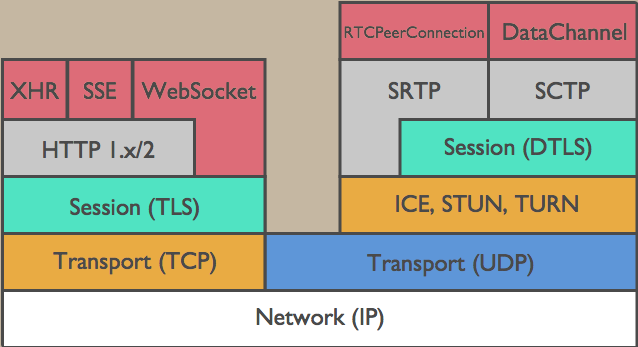 RTCPeerConnection DataChannel
XHR SSE WebSocket SRTP SCTP
HTTP 1.x/2 Session (DTLS)
Session (TLS) ICE, STUN, TURN
Transport (TCP) Transport (UDP)
Network (IP)